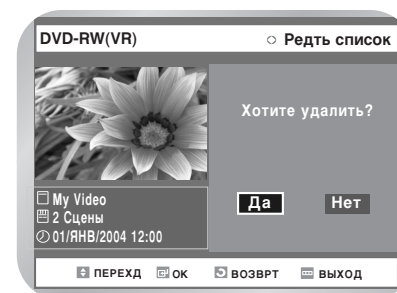 DVD-RW(VR) Редть список
Хотите удалить?
Да Нет
My Video
2 Сцены
01/ЯНВ/2004 12:00
ПЕРЕХД ОК ВОЗВРТ ВЫХОД